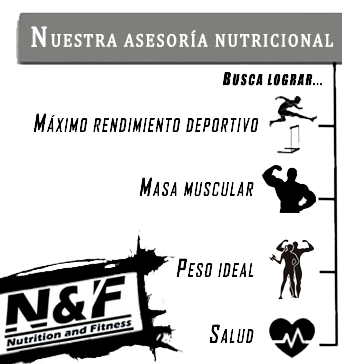 NUESTRA ASESORÍA NUTRICIONAL
BUSCA LOGRAR...
MÁXIMO RENDIMIENTO DEPORTIVO
MASA MUSCULAR
PESO IDEAL
N&F
Nutrition and Fitness
SALUD